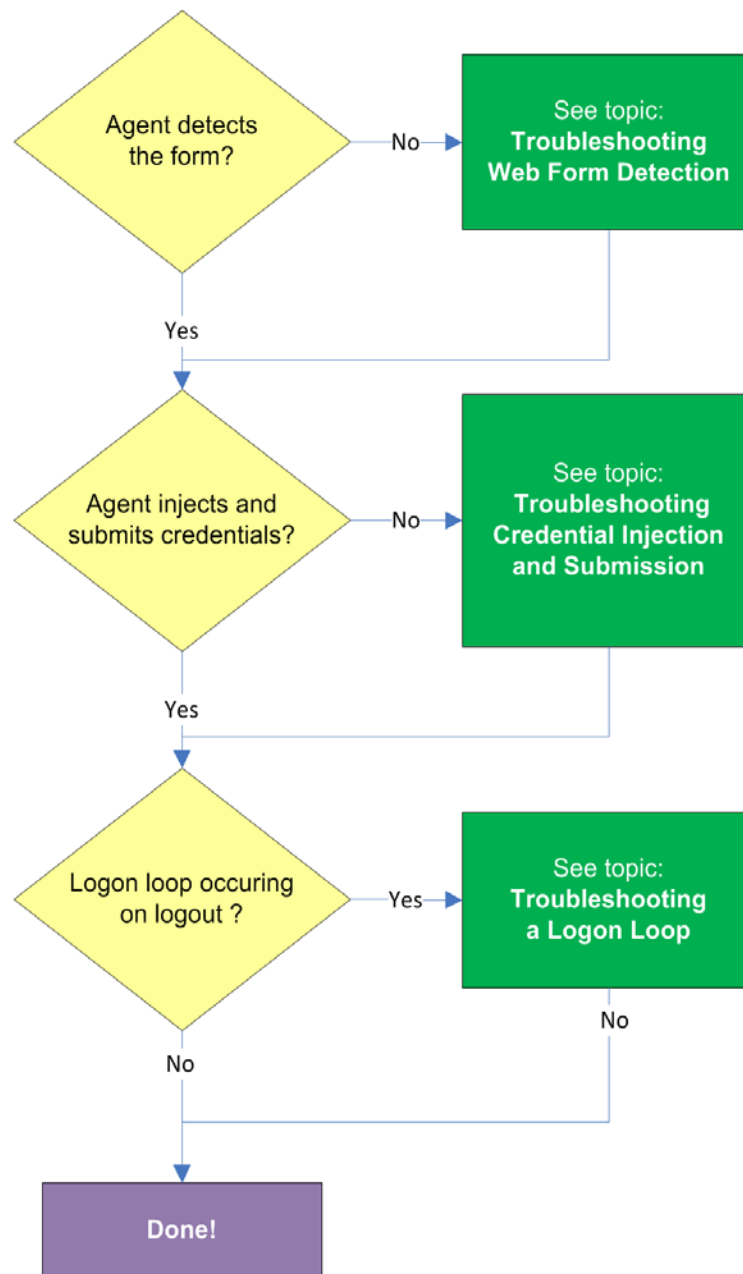 Agent detects
the form?
No
See topic:
Troubleshooting
Web Form Detection
Yes
Agent injects and
submits credentials?
No
See topic:
Troubleshooting
Credential Injection
and Submission
Yes
Logon loop occuring
on logout ?
Yes
See topic:
Troubleshooting
a Logon Loop
No
No
Done!